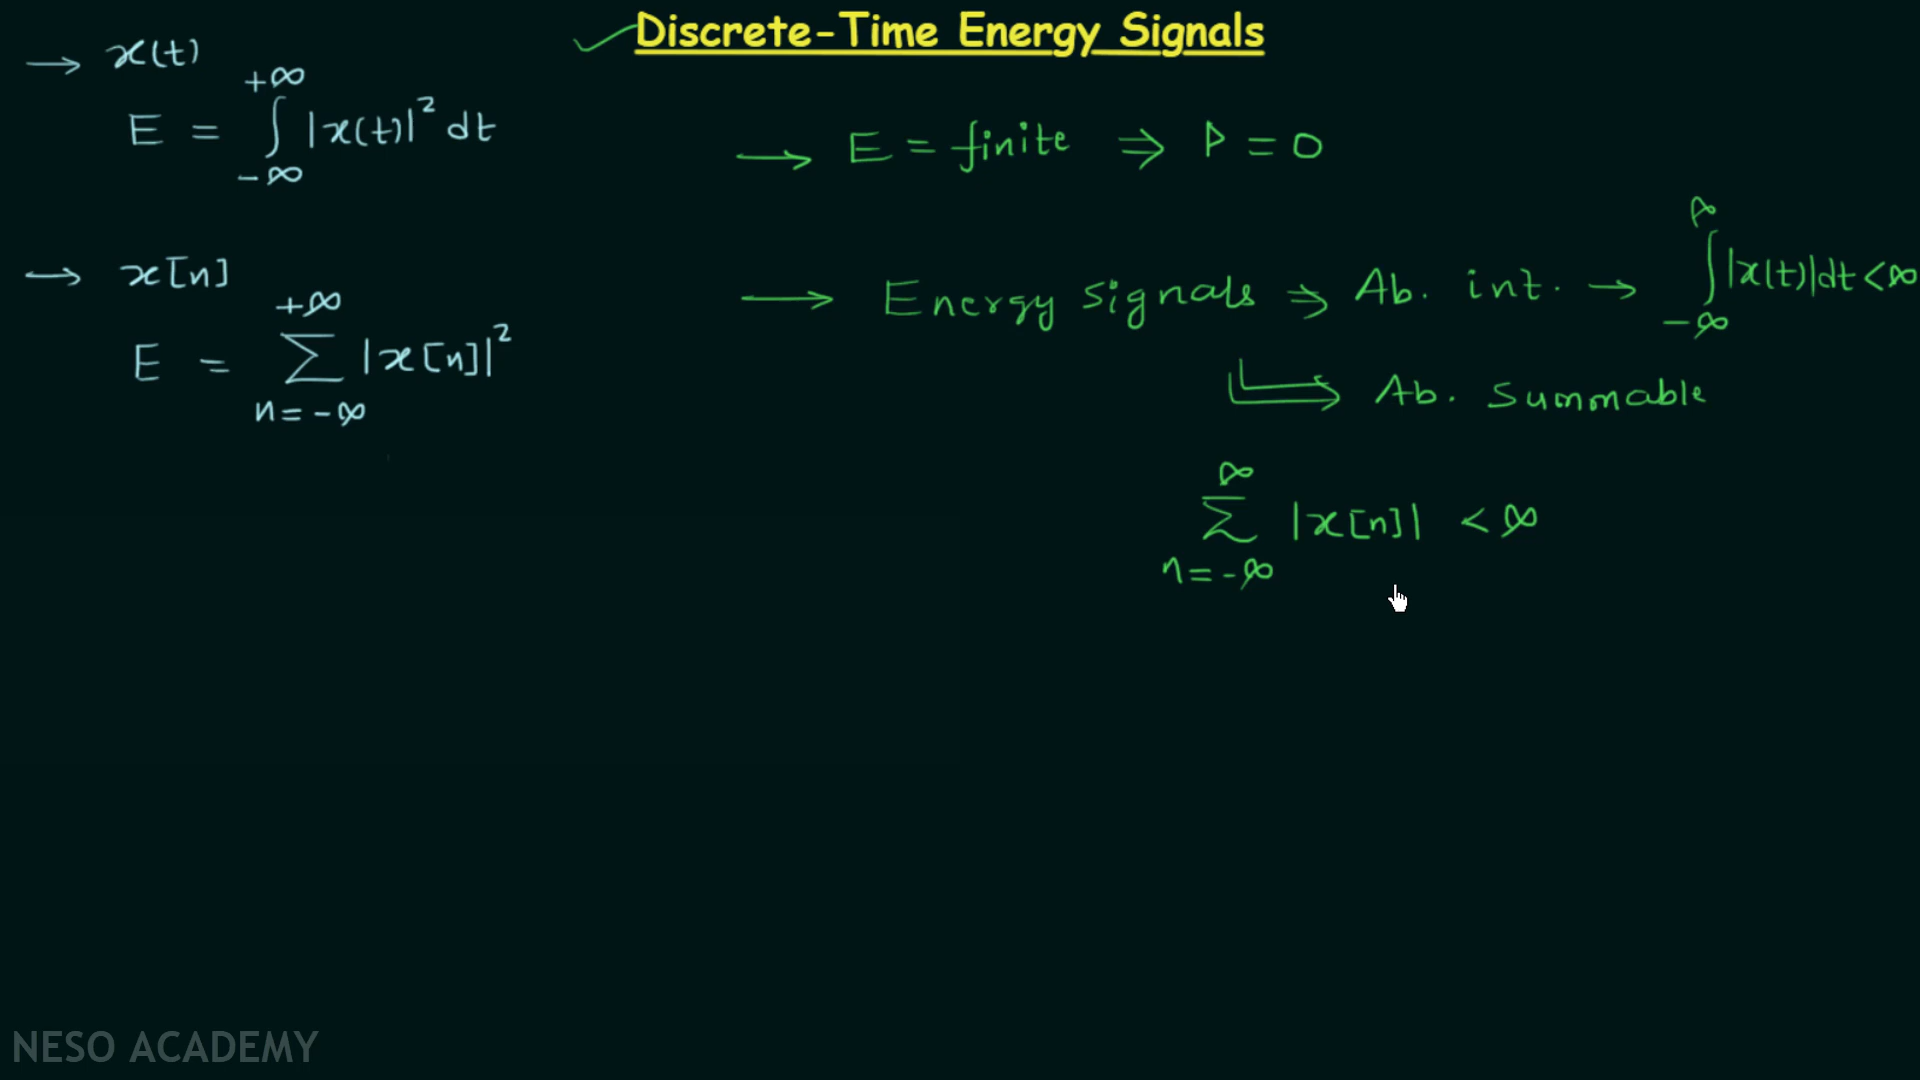 Discrete-Time Energy Signals
→ x(t)
E = ∫_{-∞}^{+∞} |x(t)|² dt
→ x[n]
E = Σ_{n=-∞}^{+∞} |x[n]|²
→ E = finite ⇒ P = 0
→ Energy signals ⇒ Ab. int. → ∫_{-∞}^{∞} |x(t)|dt < ∞
↳ Ab. summable
Σ_{n=-∞}^{∞} |x[n]| < ∞
NESO ACADEMY